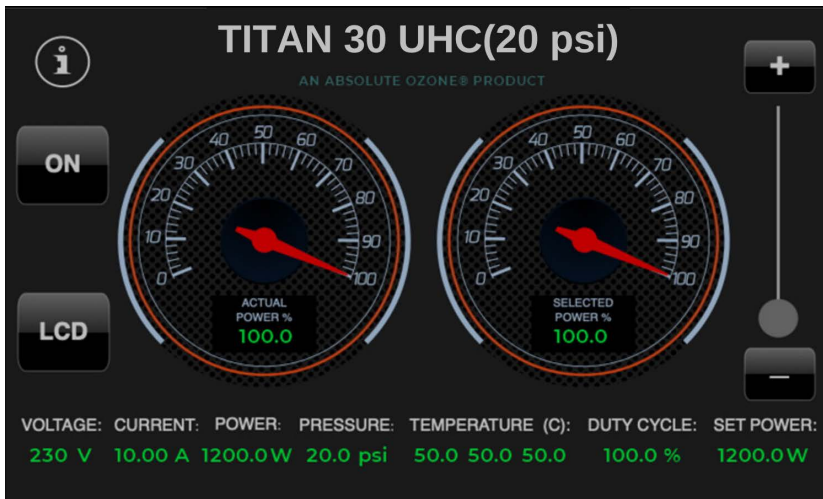 TITAN 30 UHC(20 psi)
AN ABSOLUTE OZONE® PRODUCT
i
+
ON
0 10 20 30 40 50 60 70 80 90 100
ACTUAL
POWER %
100.0
0 10 20 30 40 50 60 70 80 90 100
SELECTED
POWER %
100.0
LCD
–
VOLTAGE: CURRENT: POWER: PRESSURE: TEMPERATURE (C): DUTY CYCLE: SET POWER:
230 V 10.00 A 1200.0W 20.0 psi 50.0 50.0 50.0 100.0 % 1200.0W